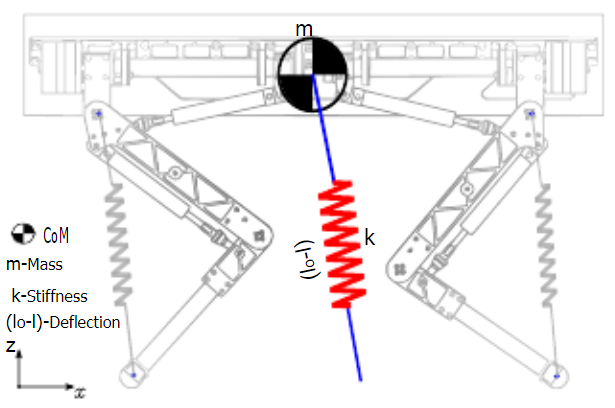 m
k
(lo-l)
CoM
m-Mass
k-Stiffness
(lo-l)-Deflection
z
x